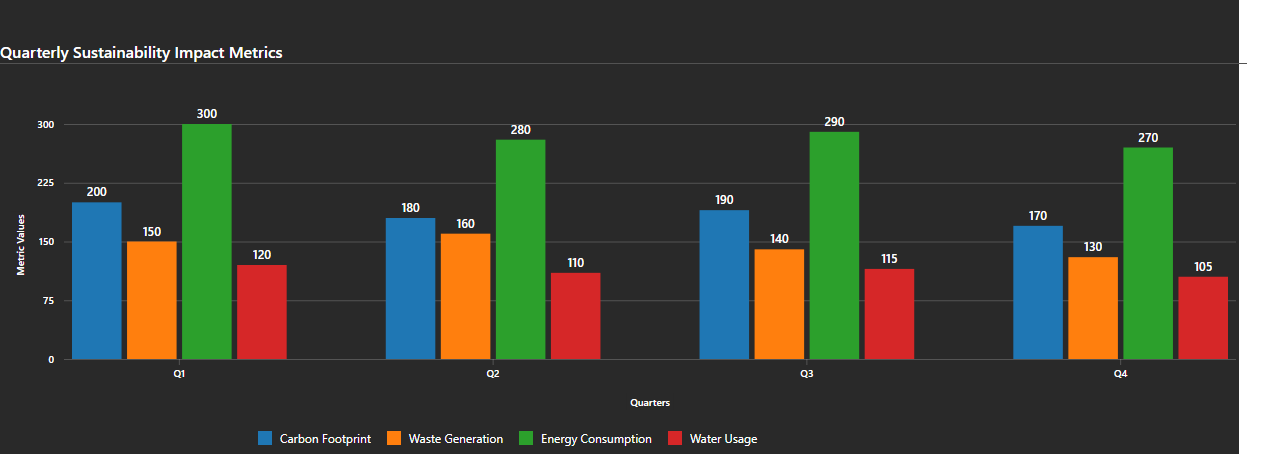 Quarterly Sustainability Impact Metrics
300
225
150
75
0
Metric Values
200
150
300
120
180
160
280
110
190
140
290
115
170
130
270
105
Q1
Q2
Q3
Q4
Quarters
Carbon Footprint
Waste Generation
Energy Consumption
Water Usage